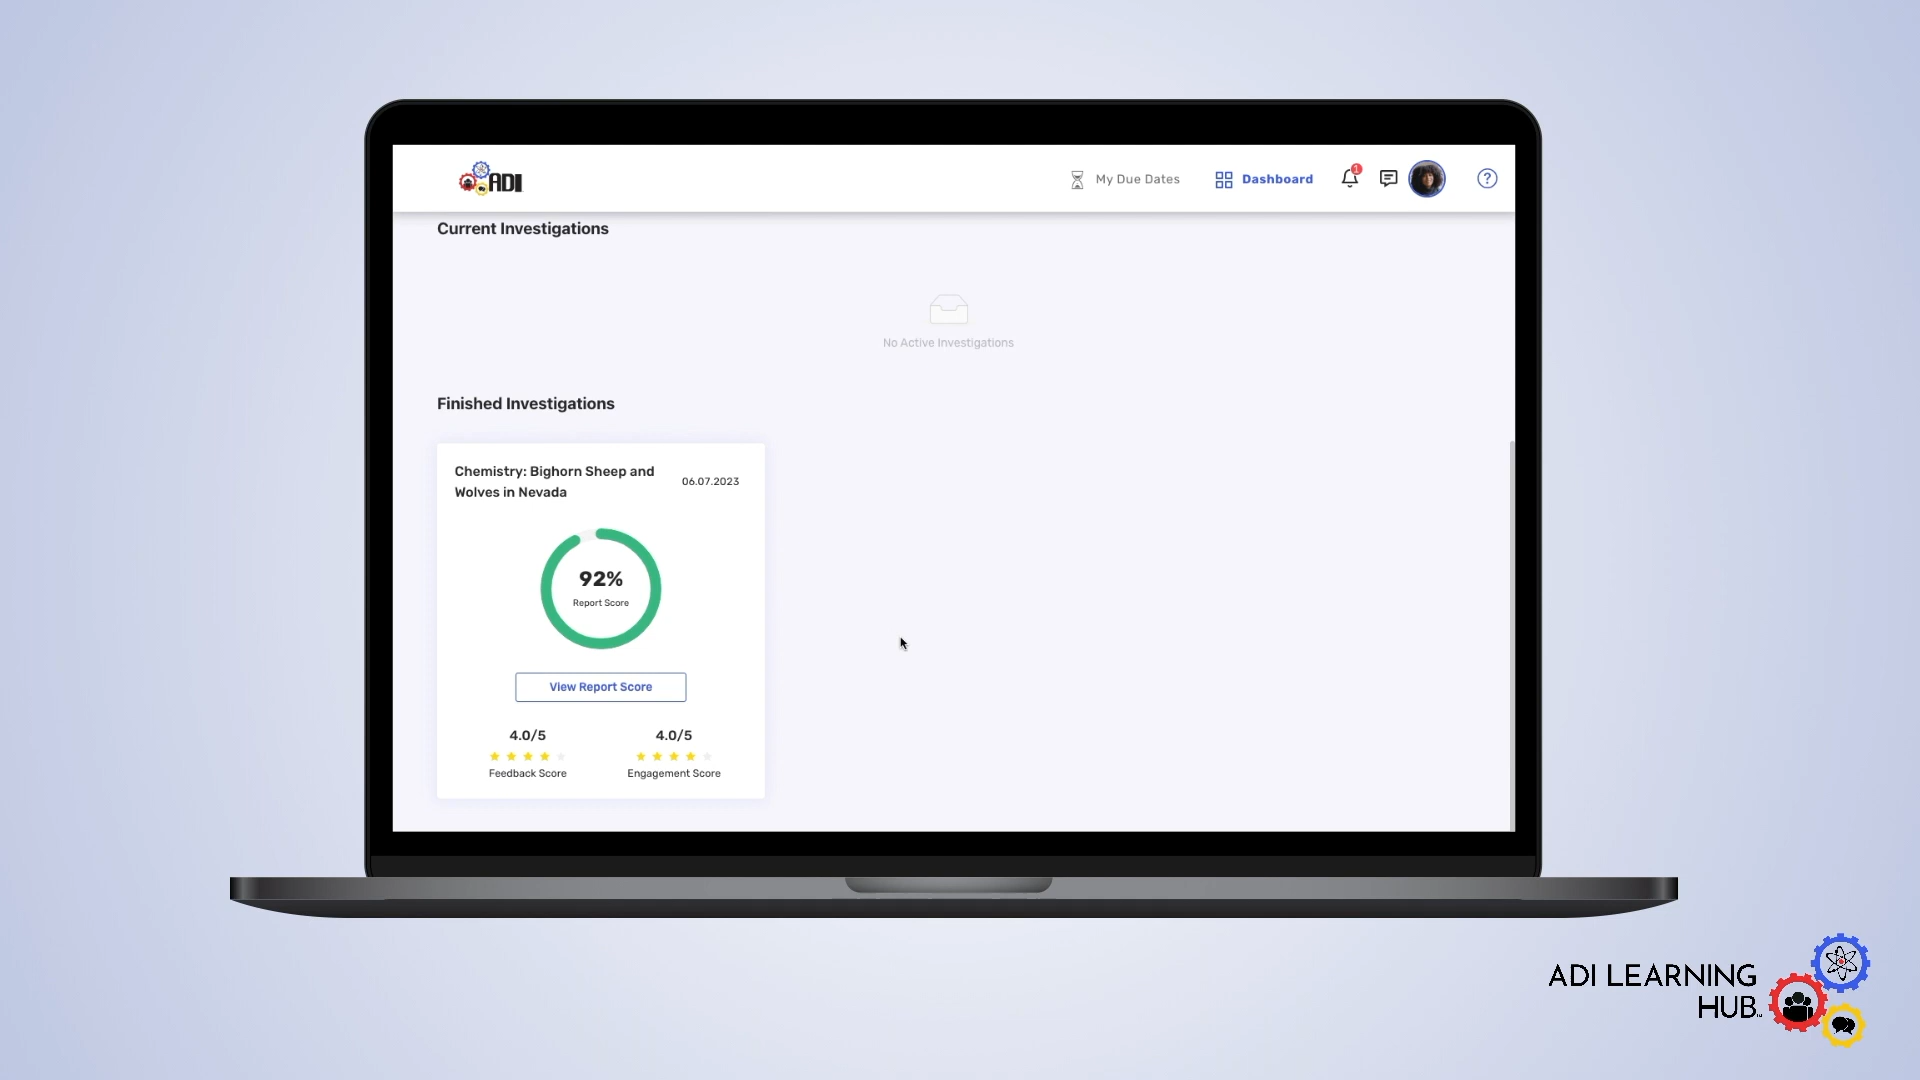 ADI
My Due Dates
Dashboard
1
?
Current Investigations
No Active Investigations
Finished Investigations
Chemistry: Bighorn Sheep and
Wolves in Nevada
06.07.2023
92%
Report Score
View Report Score
4.0/5
Feedback Score
4.0/5
Engagement Score
ADI LEARNING
HUB